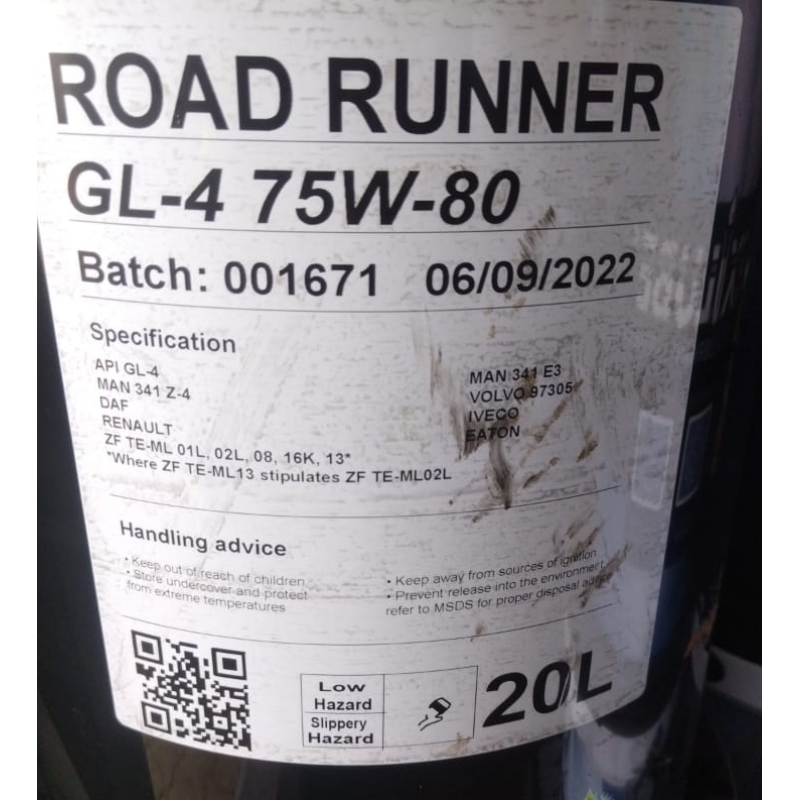 ROAD RUNNER
GL-4 75W-80
Batch: 001671 06/09/2022
Specification
API GL-4
MAN 341 Z-4
DAF
RENAULT
ZF TE-ML 01L, 02L, 08, 16K, 13*
*Where ZF TE-ML13 stipulates ZF TE-ML02L
MAN 341 E3
VOLVO 97305
IVECO
EATON
Handling advice
• Keep out of reach of children
• Store undercover and protect
from extreme temperatures
• Keep away from sources of ignition
• Prevent release into the environment,
refer to MSDS for proper disposal advice
Low
Hazard
Slippery
Hazard
20L